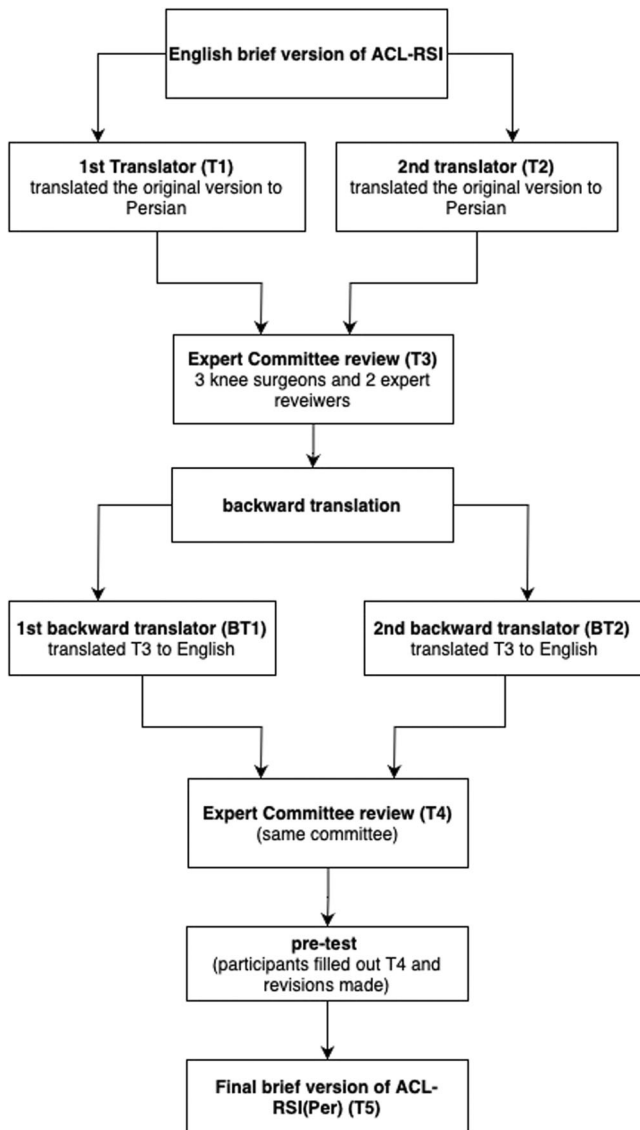 English brief version of ACL-RSI
1st Translator (T1)
translated the original version to
Persian
2nd translator (T2)
translated the original version to
Persian
Expert Committee review (T3)
3 knee surgeons and 2 expert
reveiwers
backward translation
1st backward translator (BT1)
translated T3 to English
2nd backward translator (BT2)
translated T3 to English
Expert Committee review (T4)
(same committee)
pre-test
(participants filled out T4 and
revisions made)
Final brief version of ACL-
RSI(Per) (T5)